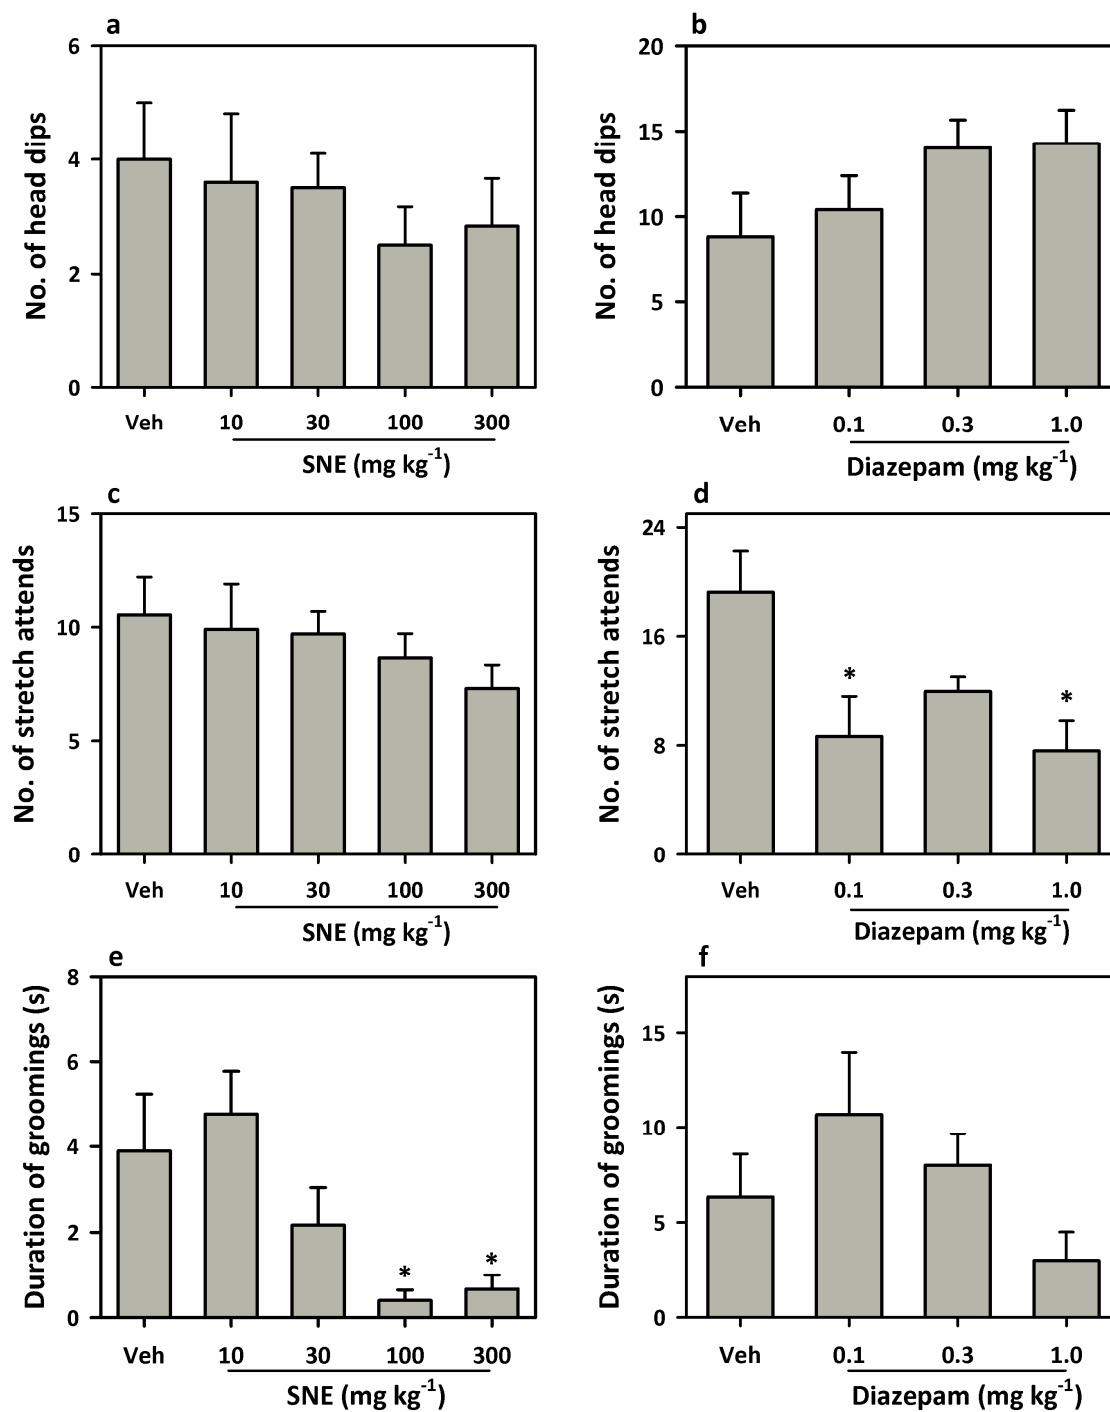 a
No. of head dips
6
4
2
0
Veh 10 30 100 300
SNE (mg kg⁻¹)
b
No. of head dips
20
15
10
5
0
Veh 0.1 0.3 1.0
Diazepam (mg kg⁻¹)
c
No. of stretch attends
15
10
5
0
Veh 10 30 100 300
SNE (mg kg⁻¹)
d
No. of stretch attends
24
16
8
0
* *
Veh 0.1 0.3 1.0
Diazepam (mg kg⁻¹)
e
Duration of groomings (s)
8
6
4
2
0
* *
Veh 10 30 100 300
SNE (mg kg⁻¹)
f
Duration of groomings (s)
15
10
5
0
Veh 0.1 0.3 1.0
Diazepam (mg kg⁻¹)